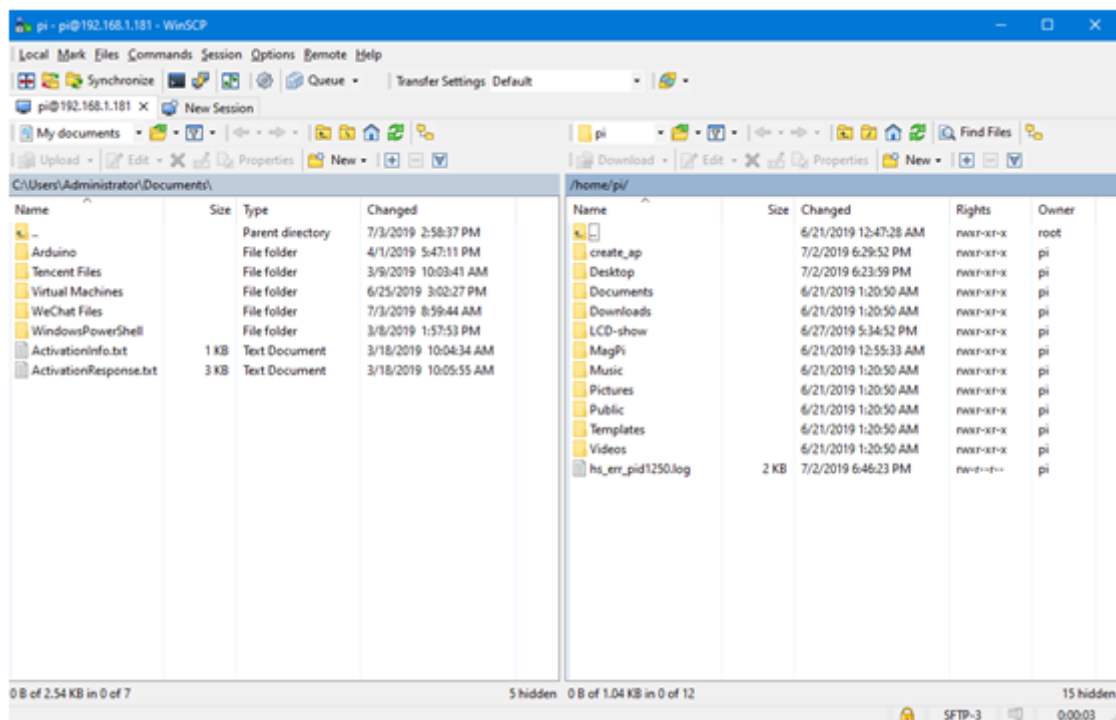 pi - pi@192.168.1.181 - WinSCP
Local Mark Files Commands Session Options Remote Help
Synchronize Queue Transfer Settings Default
pi@192.168.1.181 × New Session
My documents
Upload Edit Properties New
pi Find Files
Download Edit Properties New
C:\Users\Administrator\Documents\
Name Size Type Changed
.. Parent directory 7/3/2019 2:58:37 PM
Arduino File folder 4/1/2019 5:47:11 PM
Tencent Files File folder 3/9/2019 10:03:41 AM
Virtual Machines File folder 6/25/2019 3:02:27 PM
WeChat Files File folder 7/3/2019 8:59:44 AM
WindowsPowerShell File folder 3/8/2019 1:57:53 PM
ActivationInfo.txt 1 KB Text Document 3/18/2019 10:04:34 AM
ActivationResponse.txt 3 KB Text Document 3/18/2019 10:05:55 AM
/home/pi/
Name Size Changed Rights Owner
.. 6/21/2019 12:47:28 AM rwxr-xr-x root
create_ap 7/2/2019 6:29:52 PM rwxr-xr-x pi
Desktop 7/2/2019 6:23:59 PM rwxr-xr-x pi
Documents 6/21/2019 1:20:50 AM rwxr-xr-x pi
Downloads 6/21/2019 1:20:50 AM rwxr-xr-x pi
LCD-show 6/27/2019 5:34:52 PM rwxr-xr-x pi
MagPi 6/21/2019 12:55:33 AM rwxr-xr-x pi
Music 6/21/2019 1:20:50 AM rwxr-xr-x pi
Pictures 6/21/2019 1:20:50 AM rwxr-xr-x pi
Public 6/21/2019 1:20:50 AM rwxr-xr-x pi
Templates 6/21/2019 1:20:50 AM rwxr-xr-x pi
Videos 6/21/2019 1:20:50 AM rwxr-xr-x pi
hs_err_pid1250.log 2 KB 7/2/2019 6:46:23 PM rw-r--r-- pi
0 B of 2.54 KB in 0 of 7 5 hidden
0 B of 1.04 KB in 0 of 12 15 hidden
SFTP-3 0:00:03